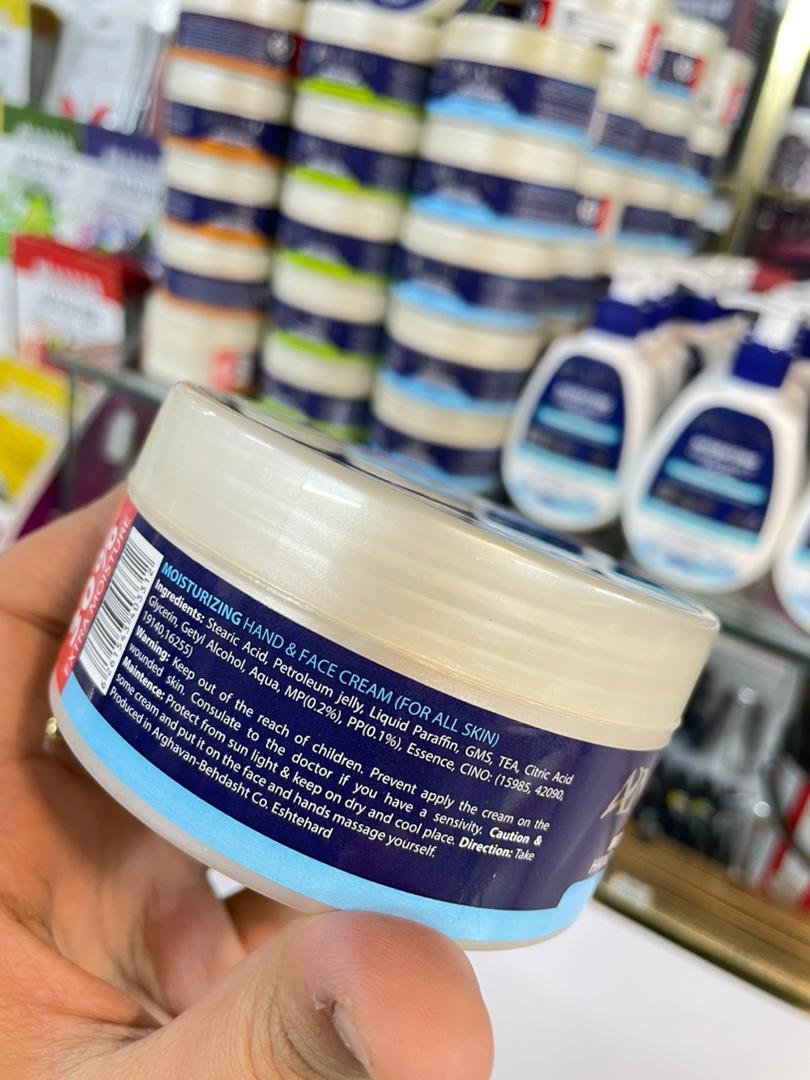 MOISTURIZING HAND & FACE CREAM (FOR ALL SKIN)
Ingredients: Stearic Acid, Petroleum jelly, Liquid Paraffin, GMS, TEA, Citric Acid
Glycerin, Getyl Alcohol, Aqua, MP(0.2%), PP(0.1%), Essence, CINO: (15985, 42090,
19140,16255)
Warning: Keep out of the reach of children. Prevent apply the cream on the
wounded skin. Consulate to the doctor if you have a sensivity. Caution &
Maintence: Protect from sun light & keep on dry and cool place. Direction: Take
some cream and put it on the face and hands massage yourself.
Produced in Arghavan-Behdasht Co. Eshtehard
EXTRA MOISTURE